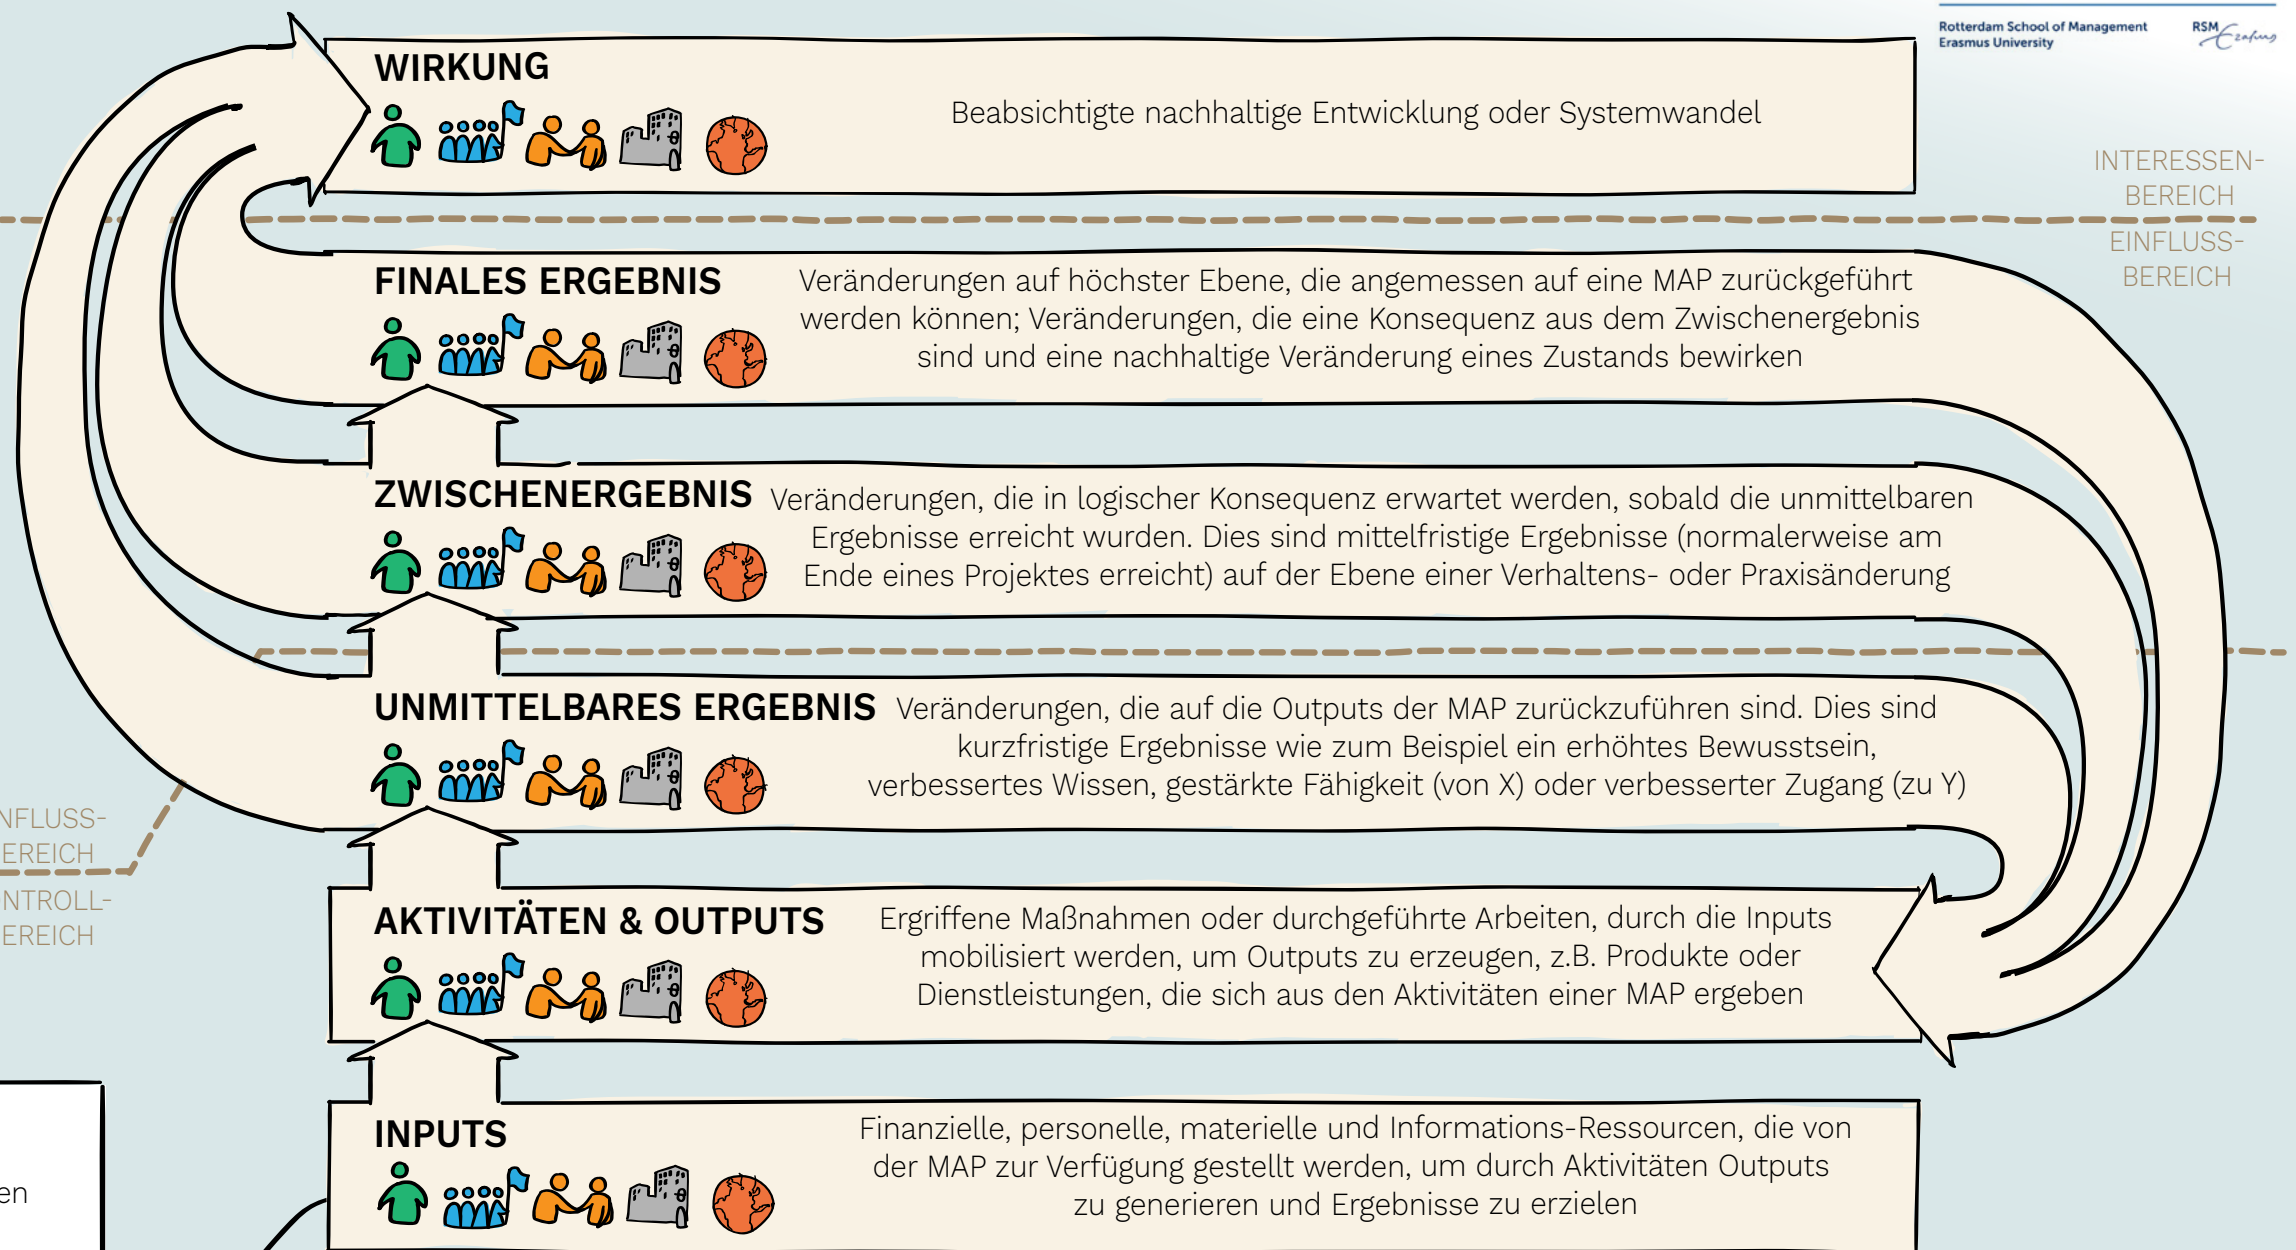 Rotterdam School of Management
Erasmus University
RSM
Erasmus
WIRKUNG
Beabsichtigte nachhaltige Entwicklung oder Systemwandel
INTERESSEN-
BEREICH
EINFLUSS-
BEREICH
FINALES ERGEBNIS
Veränderungen auf höchster Ebene, die angemessen auf eine MAP zurückgeführt
werden können; Veränderungen, die eine Konsequenz aus dem Zwischenergebnis
sind und eine nachhaltige Veränderung eines Zustands bewirken
ZWISCHENERGEBNIS
Veränderungen, die in logischer Konsequenz erwartet werden, sobald die unmittelbaren
Ergebnisse erreicht wurden. Dies sind mittelfristige Ergebnisse (normalerweise am
Ende eines Projektes erreicht) auf der Ebene einer Verhaltens- oder Praxisänderung
UNMITTELBARES ERGEBNIS
Veränderungen, die auf die Outputs der MAP zurückzuführen sind. Dies sind
kurzfristige Ergebnisse wie zum Beispiel ein erhöhtes Bewusstsein,
verbessertes Wissen, gestärkte Fähigkeit (von X) oder verbesserter Zugang (zu Y)
NFLUSS-
EREICH
NTROLL-
EREICH
AKTIVITÄTEN & OUTPUTS
Ergriffene Maßnahmen oder durchgeführte Arbeiten, durch die Inputs
mobilisiert werden, um Outputs zu erzeugen, z.B. Produkte oder
Dienstleistungen, die sich aus den Aktivitäten einer MAP ergeben
INPUTS
Finanzielle, personelle, materielle und Informations-Ressourcen, die von
der MAP zur Verfügung gestellt werden, um durch Aktivitäten Outputs
zu generieren und Ergebnisse zu erzielen
en